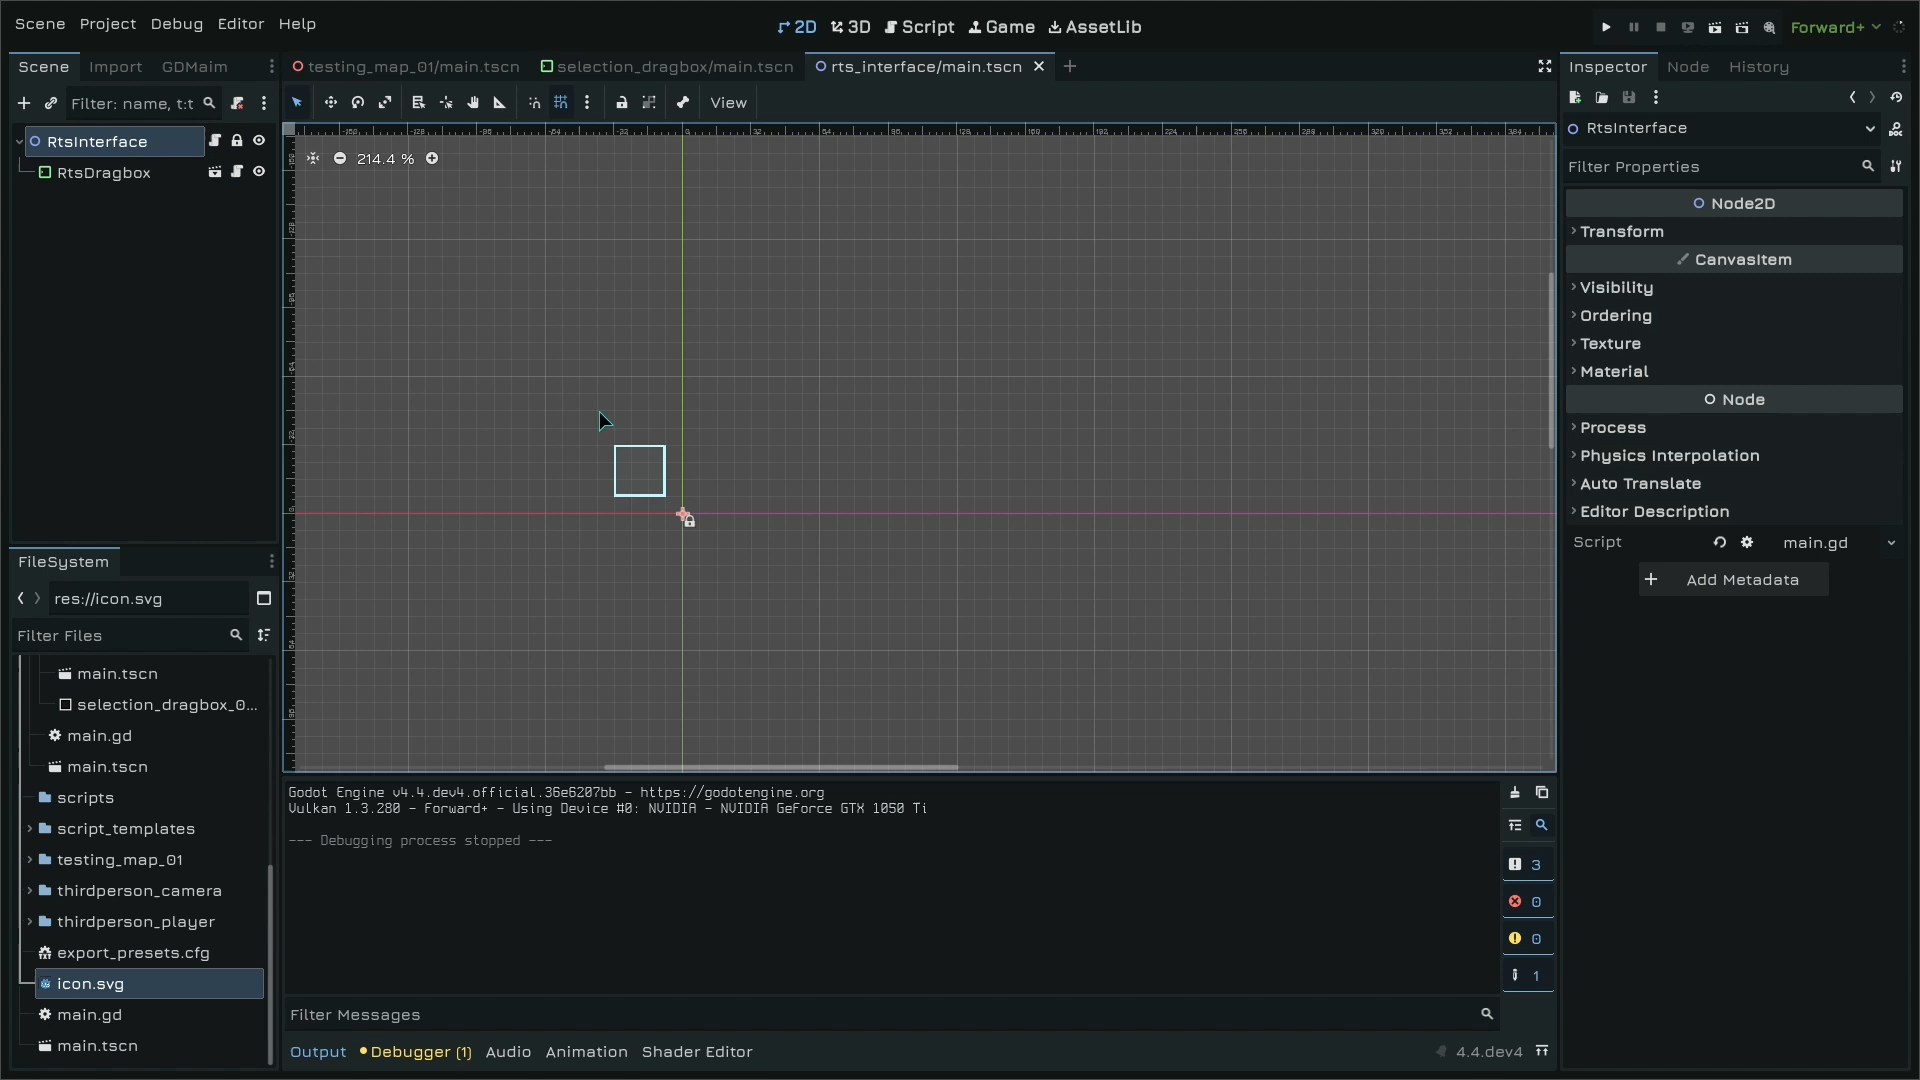 Scene Project Debug Editor Help
2D 3D Script Game AssetLib
Forward+
Scene Import GDMaim
testing_map_01/main.tscn selection_dragbox/main.tscn rts_interface/main.tscn
Inspector Node History
Filter: name, t:t
View
RtsInterface
RtsDragbox
214.4 %
RtsInterface
Filter Properties
Node2D
Transform
CanvasItem
Visibility
Ordering
Texture
Material
Node
Process
Physics Interpolation
Auto Translate
Editor Description
Script main.gd
Add Metadata
FileSystem
res://icon.svg
Filter Files
main.tscn
selection_dragbox_0...
main.gd
main.tscn
scripts
script_templates
testing_map_01
thirdperson_camera
thirdperson_player
export_presets.cfg
icon.svg
main.gd
main.tscn
Godot Engine v4.4.dev4.official.36e6207bb - https://godotengine.org
Vulkan 1.3.280 - Forward+ - Using Device #0: NVIDIA - NVIDIA GeForce GTX 1050 Ti
--- Debugging process stopped ---
3
0
0
1
Filter Messages
Output Debugger (1) Audio Animation Shader Editor
4.4.dev4